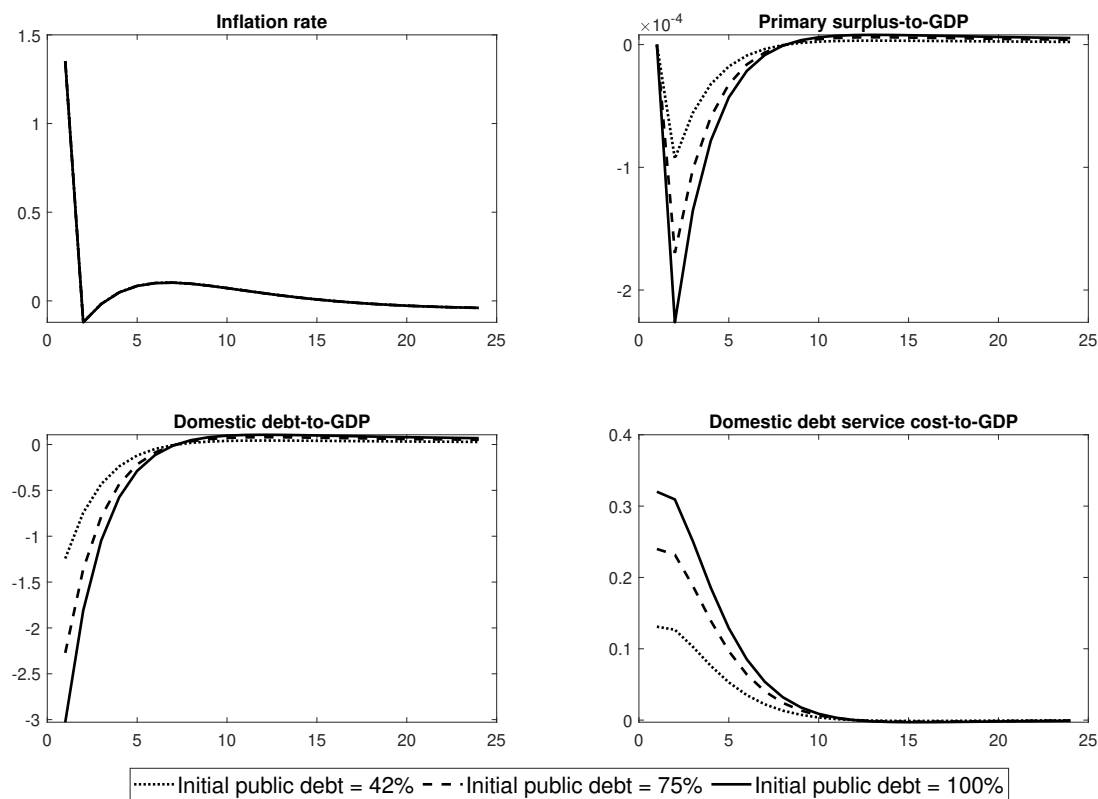 Inflation rate
1.5
1
0.5
0
0 5 10 15 20 25
Primary surplus-to-GDP
×10⁻⁴
0
-1
-2
0 5 10 15 20 25
Domestic debt-to-GDP
0
-0.5
-1
-1.5
-2
-2.5
-3
0 5 10 15 20 25
Domestic debt service cost-to-GDP
0.4
0.3
0.2
0.1
0
0 5 10 15 20 25
Initial public debt = 42% Initial public debt = 75% Initial public debt = 100%